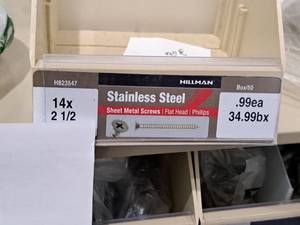 HILLMAN
H823547
Box/50
14x
2 1/2
Stainless Steel
Sheet Metal Screws | Flat Head | Phillips
.99ea
34.99bx